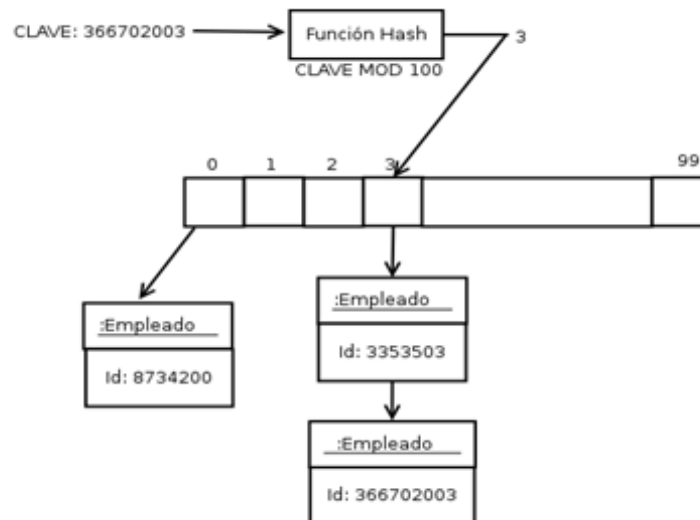 CLAVE: 366702003
Función Hash
3
CLAVE MOD 100
0
1
2
3
99
:Empleado
Id: 8734200
:Empleado
Id: 3353503
:Empleado
Id: 366702003